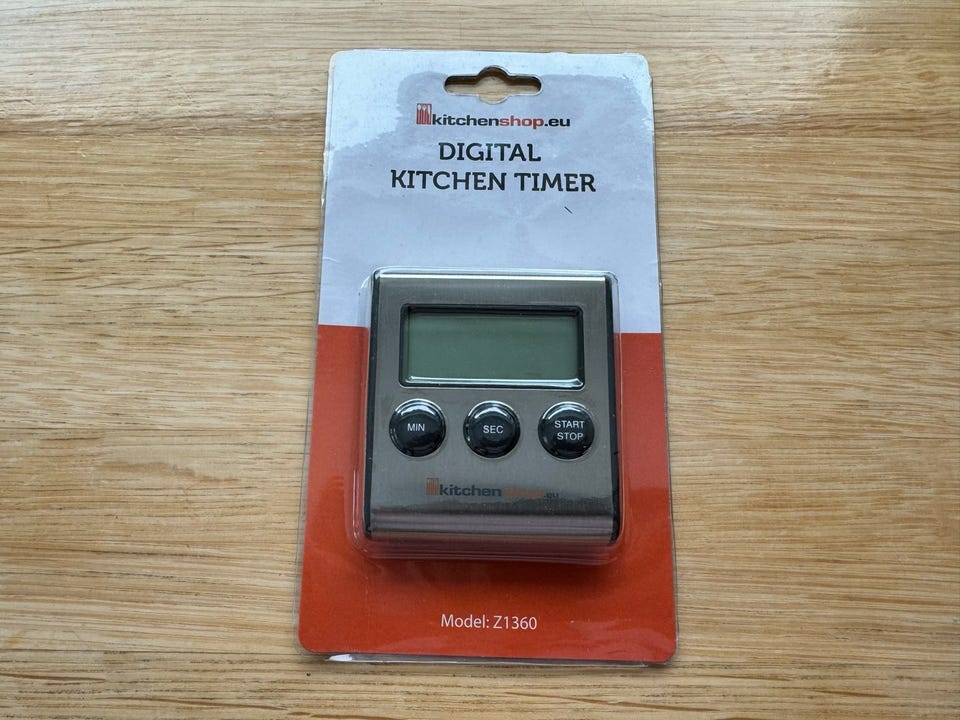 kitchenshop.eu
DIGITAL
KITCHEN TIMER
MIN
SEC
START
STOP
kitchenshop.eu
Model: Z1360